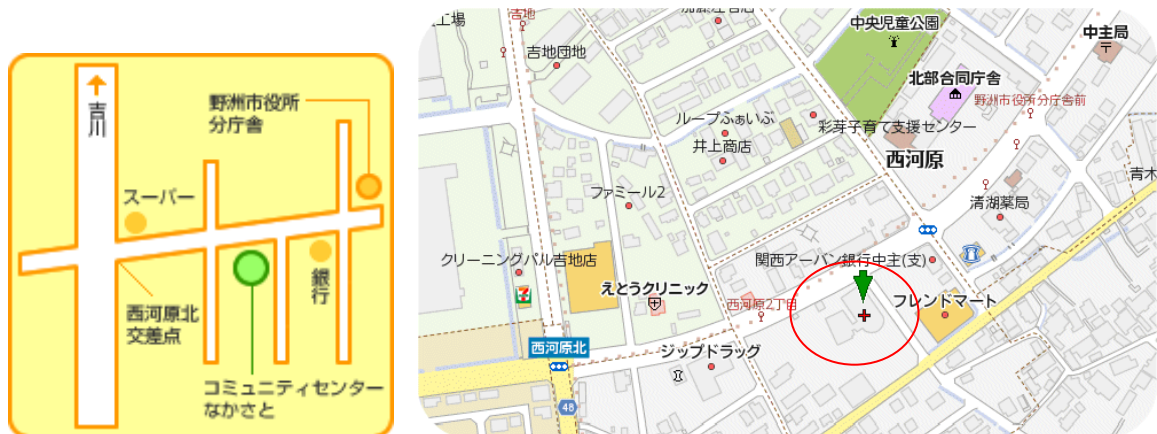 吉川
野洲市役所
分庁舎
スーパー
銀行
西河原北
交差点
コミュニティセンター
なかさと
工場
吉地
吉地団地
中央児童公園
中主局
北部合同庁舎
野洲市役所分庁舎前
ループふぁいぶ
井上商店
彩芽子育て支援センター
西河原
青木
ファミール2
清湖薬局
クリーニングパル吉地店
関西アーバン銀行中主(支)
えとうクリニック
西河原2丁目
フレンドマート
西河原北
ジップドラッグ
48